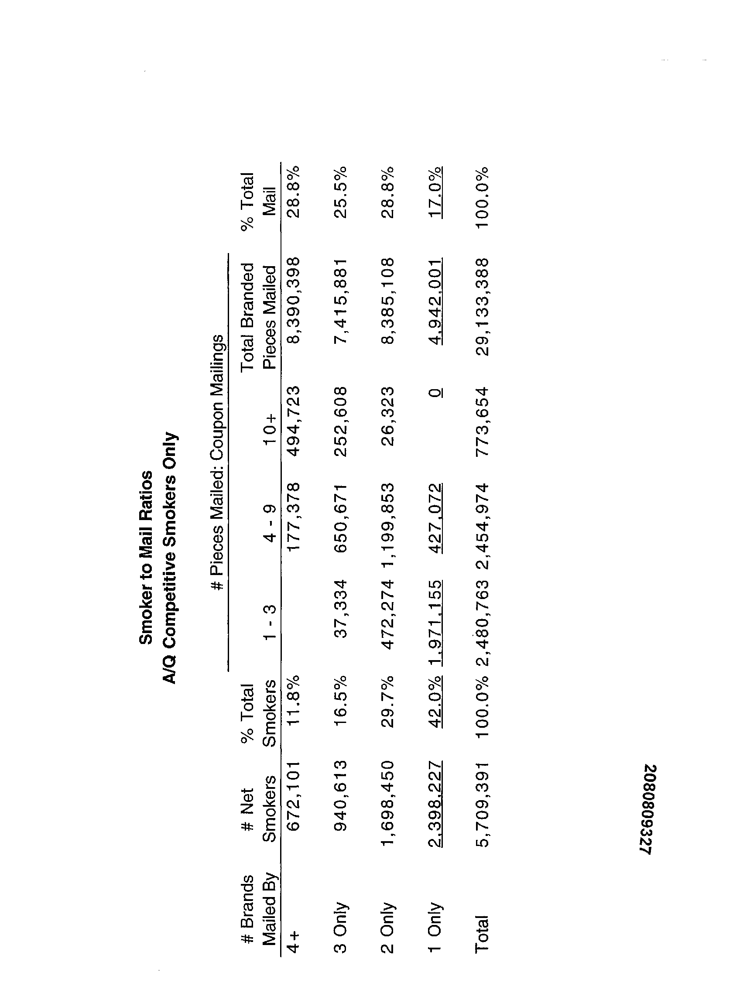 Smoker to Mail Ratios
A/Q Competitive Smokers Only
# Pieces Mailed: Coupon Mailings
# Brands # Net % Total Total Branded % Total
Mailed By Smokers Smokers 1 - 3 4 - 9 10+ Pieces Mailed Mail
4+ 672,101 11.8% 177,378 494,723 8,390,398 28.8%
3 Only 940,613 16.5% 37,334 650,671 252,608 7,415,881 25.5%
2 Only 1,698,450 29.7% 472,274 1,199,853 26,323 8,385,108 28.8%
1 Only 2,398,227 42.0% 1,971,155 427,072 0 4,942,001 17.0%
Total 5,709,391 100.0% 2,480,763 2,454,974 773,654 29,133,388 100.0%
2080809327